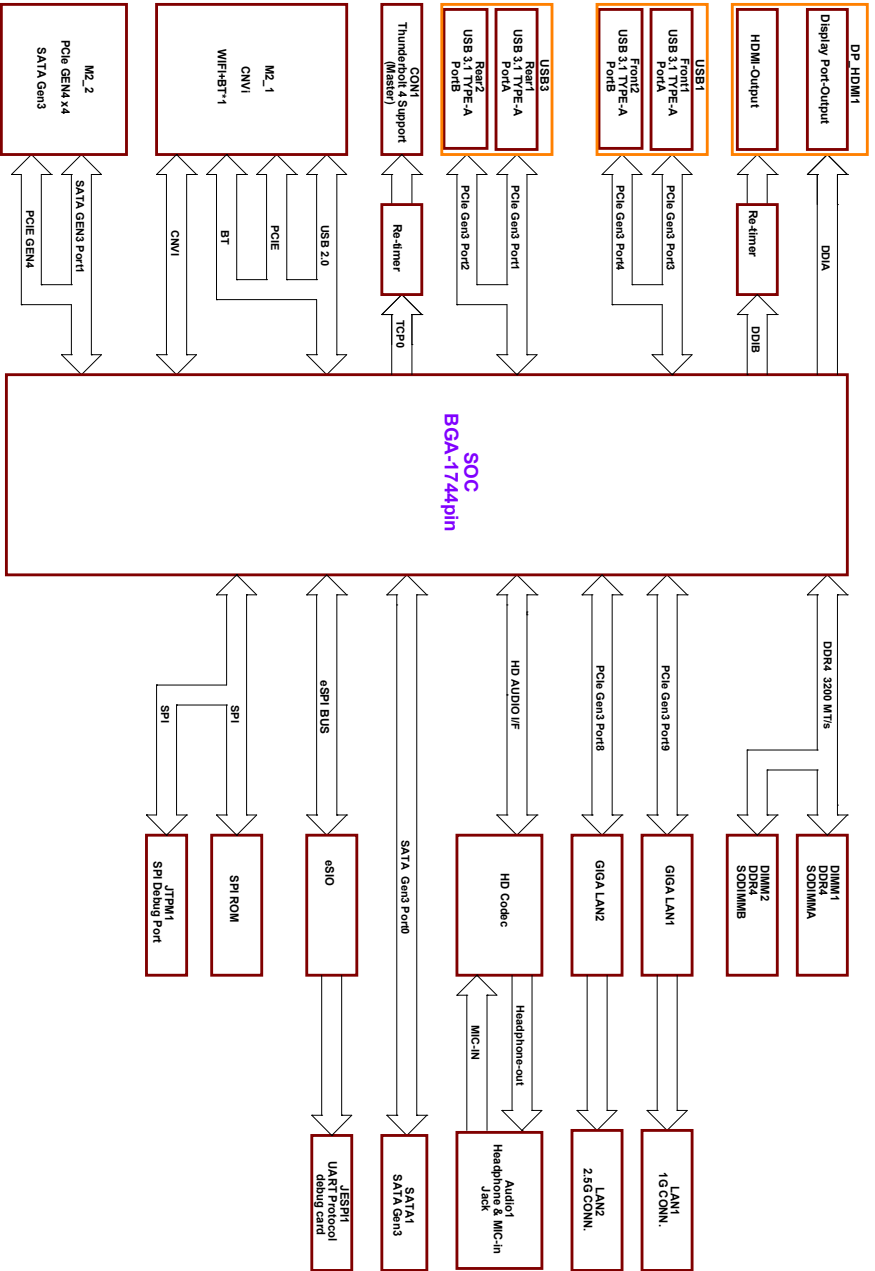 DP_HDMI1
Display Port-Output
HDMI-Output
USB1
Front1
USB 3.1 TYPE-A
PortA
Front2
USB 3.1 TYPE-A
PortB
USB3
Rear1
USB 3.1 TYPE-A
PortA
Rear2
USB 3.1 TYPE-A
PortB
CON1
Thunderbolt 4 Support
(Master)
M2_1
CNVi
WIFI+BT*1
M2_2
PCIe GEN4 x4
SATA Gen3
DDIA
Re-timer
DDIB
PCIe Gen3 Port3
PCIe Gen3 Port4
PCIe Gen3 Port1
PCIe Gen3 Port2
Re-timer
TCP0
USB 2.0
PCIE
BT
CNVI
SATA GEN3 Port1
PCIE GEN4
SOC
BGA-1744pin
DDR4 3200 MT/s
PCIe Gen3 Port9
PCIe Gen3 Port8
HD AUDIO I/F
SATA Gen3 Port0
eSPI BUS
SPI
SPI
DIMM1
DDR4
SODIMMA
DIMM2
DDR4
SODIMMB
GIGA LAN1
GIGA LAN2
HD Codec
eSIO
SPI ROM
JTPM1
SPI Debug Port
Headphone-out
MIC-IN
LAN1
1G CONN.
LAN2
2.5G CONN.
Audio1
Headphone & MIC-in
Jack
SATA1
SATA Gen3
JESPI1
UART Protocol
debug card